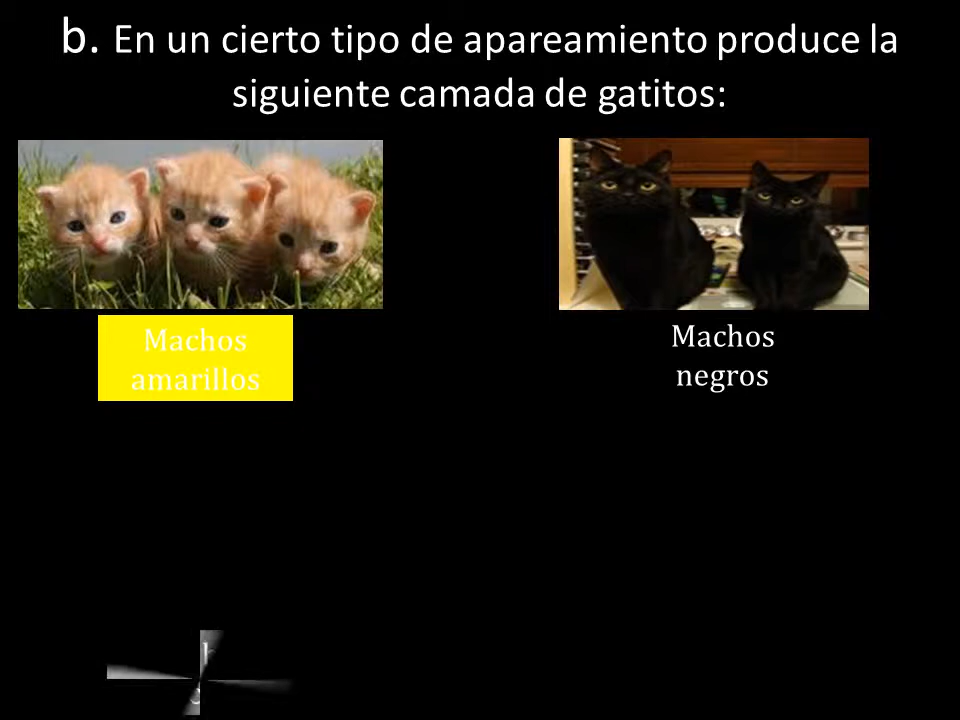 b. En un cierto tipo de apareamiento produce la
siguiente camada de gatitos:
Machos
amarillos
Machos
negros